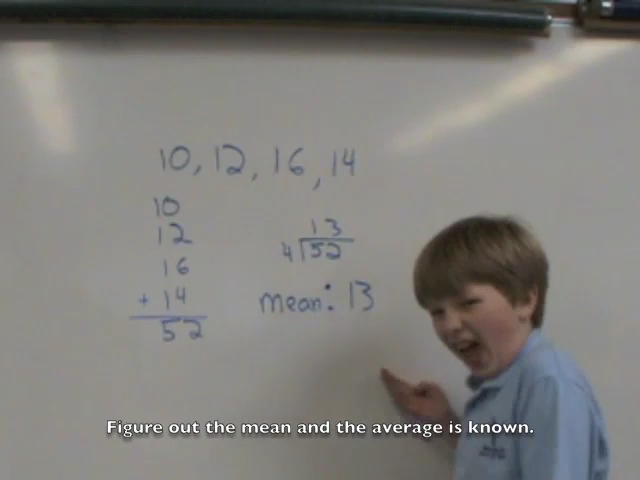 10, 12, 16, 14
10
12
16
+ 14
52
13
4 52
mean: 13
Figure out the mean and the average is known.